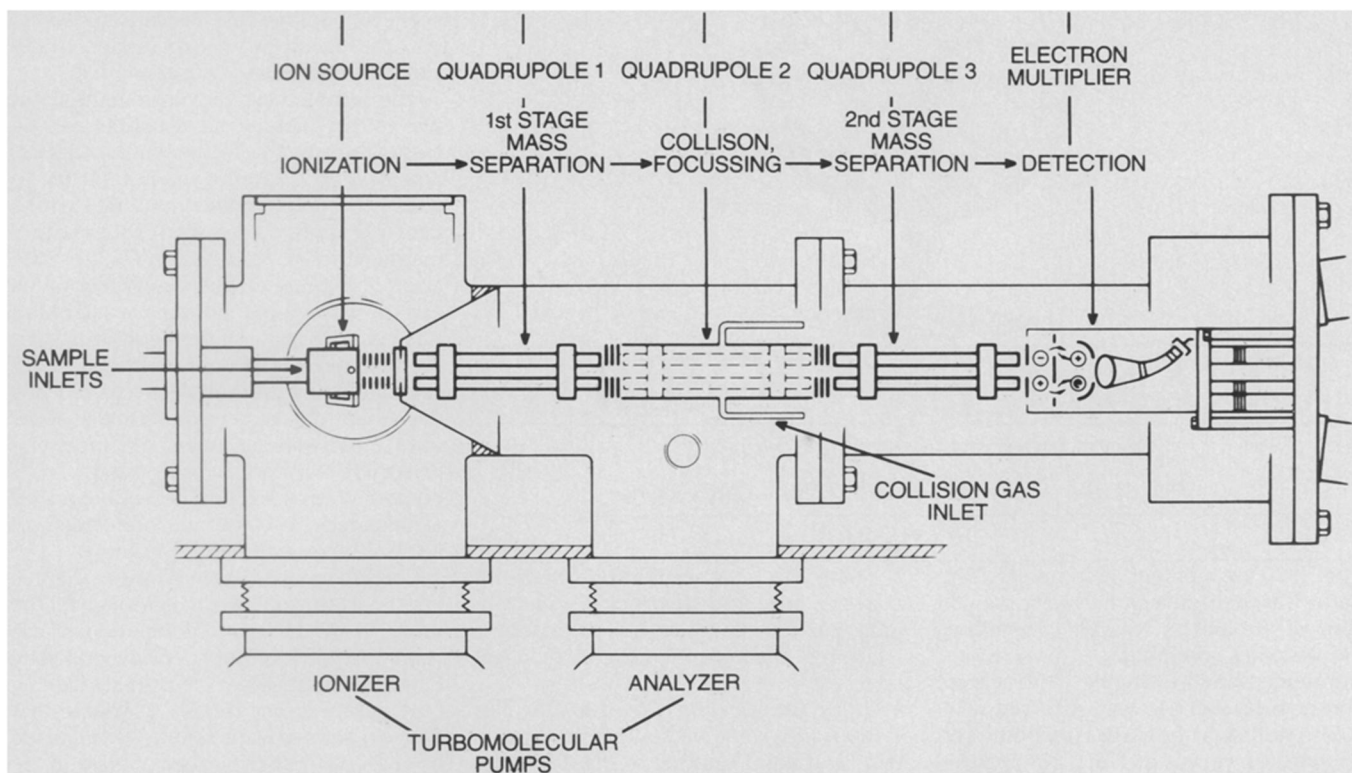 ION SOURCE
QUADRUPOLE 1
QUADRUPOLE 2
QUADRUPOLE 3
ELECTRON
MULTIPLIER
IONIZATION
1st STAGE
MASS
SEPARATION
COLLISON,
FOCUSSING
2nd STAGE
MASS
SEPARATION
DETECTION
SAMPLE
INLETS
COLLISION GAS
INLET
IONIZER
ANALYZER
TURBOMOLECULAR
PUMPS